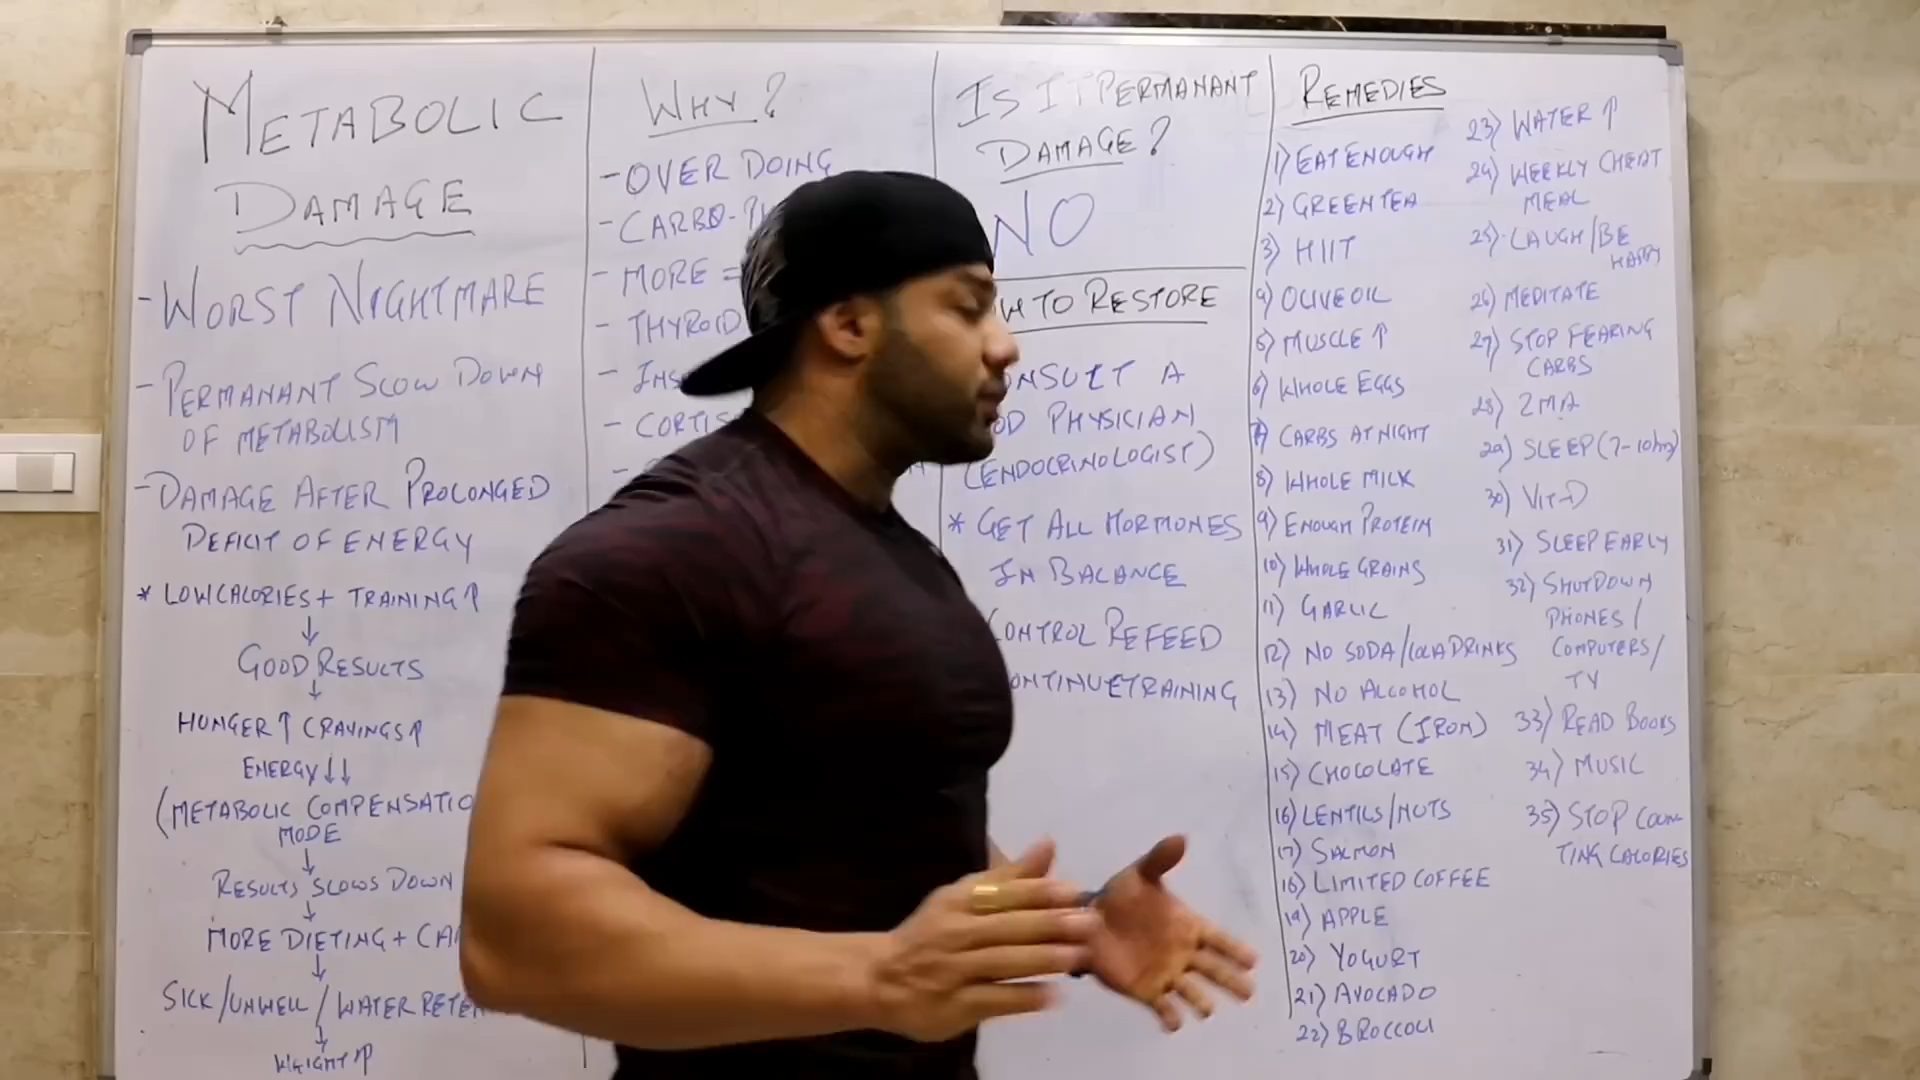 METABOLIC
DAMAGE
- WORST NIGHTMARE
- PERMANANT SLOW DOWN
OF METABOLISM
- DAMAGE AFTER PROLONGED
DEFICIT OF ENERGY
* LOW CALORIES + TRAINING ↑
↓
GOOD RESULTS
↓
HUNGER ↑ CRAVINGS ↑
ENERGY ↓↓
(METABOLIC COMPENSATIO
MODE
↓
RESULTS SLOWS DOWN
↓
MORE DIETING + CA
↓
SICK/UNWELL/WATER RETE
↓
WEIGHT ↑
WHY?
- OVER DOING
- CARBO-
- MORE =
- THYROID
- INS
- CORTIS
-
IS IT PERMANANT
DAMAGE?
NO
W TO RESTORE
ONSULT A
OD PHYSICIAN
(ENDOCRINOLOGIST)
* GET ALL HORMONES
IN BALANCE
CONTROL REFEED
ONTINUE TRAINING
REMEDIES
1) EAT ENOUGH
2) GREEN TEA
3) HIIT
4) OLIVE OIL
5) MUSCLE ↑
6) WHOLE EGGS
7) CARBS AT NIGHT
8) WHOLE MILK
9) ENOUGH PROTEIN
10) WHOLE GRAINS
11) GARLIC
12) NO SODA/COLA DRINKS
13) NO ALCOHOL
14) MEAT (IRON)
15) CHOCOLATE
16) LENTILS/NUTS
17) SALMON
18) LIMITED COFFEE
19) APPLE
20) YOGURT
21) AVOCADO
22) BROCCOLI
23) WATER ↑
24) WEEKLY CHEAT
MEAL
25) LAUGH/BE
HAPPY
26) MEDITATE
27) STOP FEARING
CARBS
28) ZMA
29) SLEEP (7-10hrs)
30) VIT-D
31) SLEEP EARLY
32) SHUTDOWN
PHONES/
COMPUTERS/
TV
33) READ BOOKS
34) MUSIC
35) STOP COUN
TING CALORIES